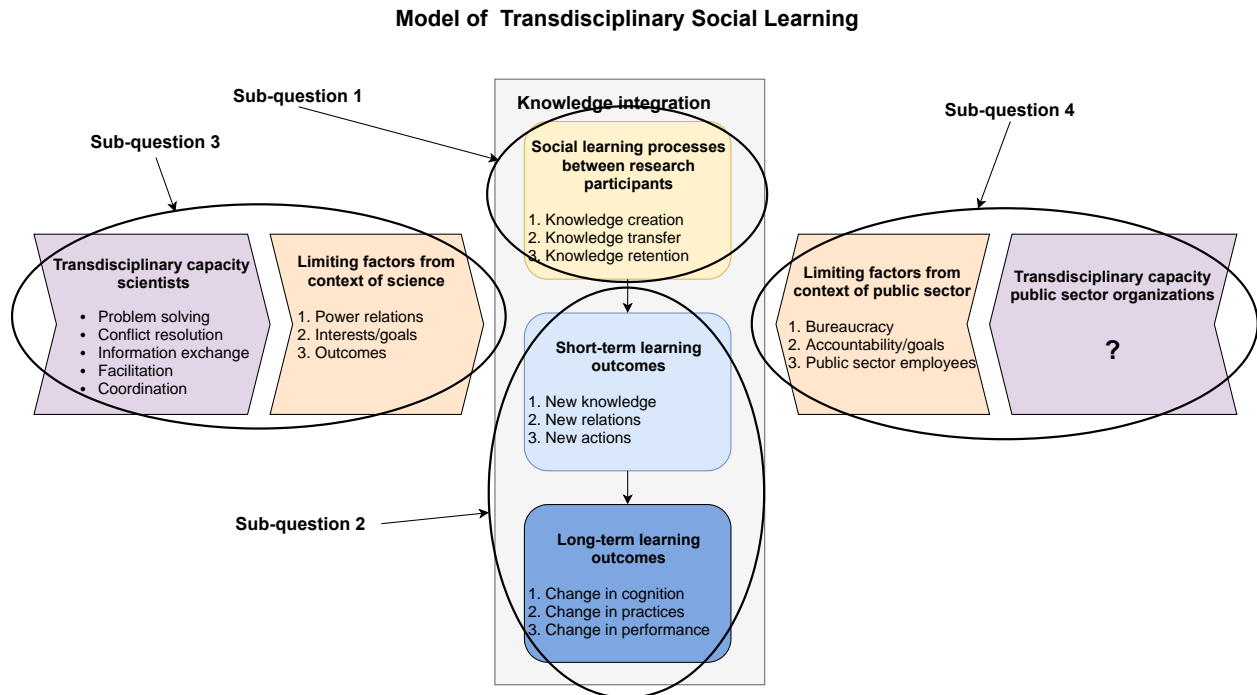 Model of  Transdisciplinary Social Learning
Sub-question 1
Sub-question 3
Sub-question 4
Knowledge integration
Social learning processes
between research
participants
1. Knowledge creation
2. Knowledge transfer
3. Knowledge retention
Transdisciplinary capacity
scientists
• Problem solving
• Conflict resolution
• Information exchange
• Facilitation
• Coordination
Limiting factors from
context of science
1. Power relations
2. Interests/goals
3. Outcomes
Short-term learning
outcomes
1. New knowledge
2. New relations
3. New actions
Limiting factors from
context of public sector
1. Bureaucracy
2. Accountability/goals
3. Public sector employees
Transdisciplinary capacity
public sector organizations
?
Sub-question 2
Long-term learning
outcomes
1. Change in cognition
2. Change in practices
3. Change in performance